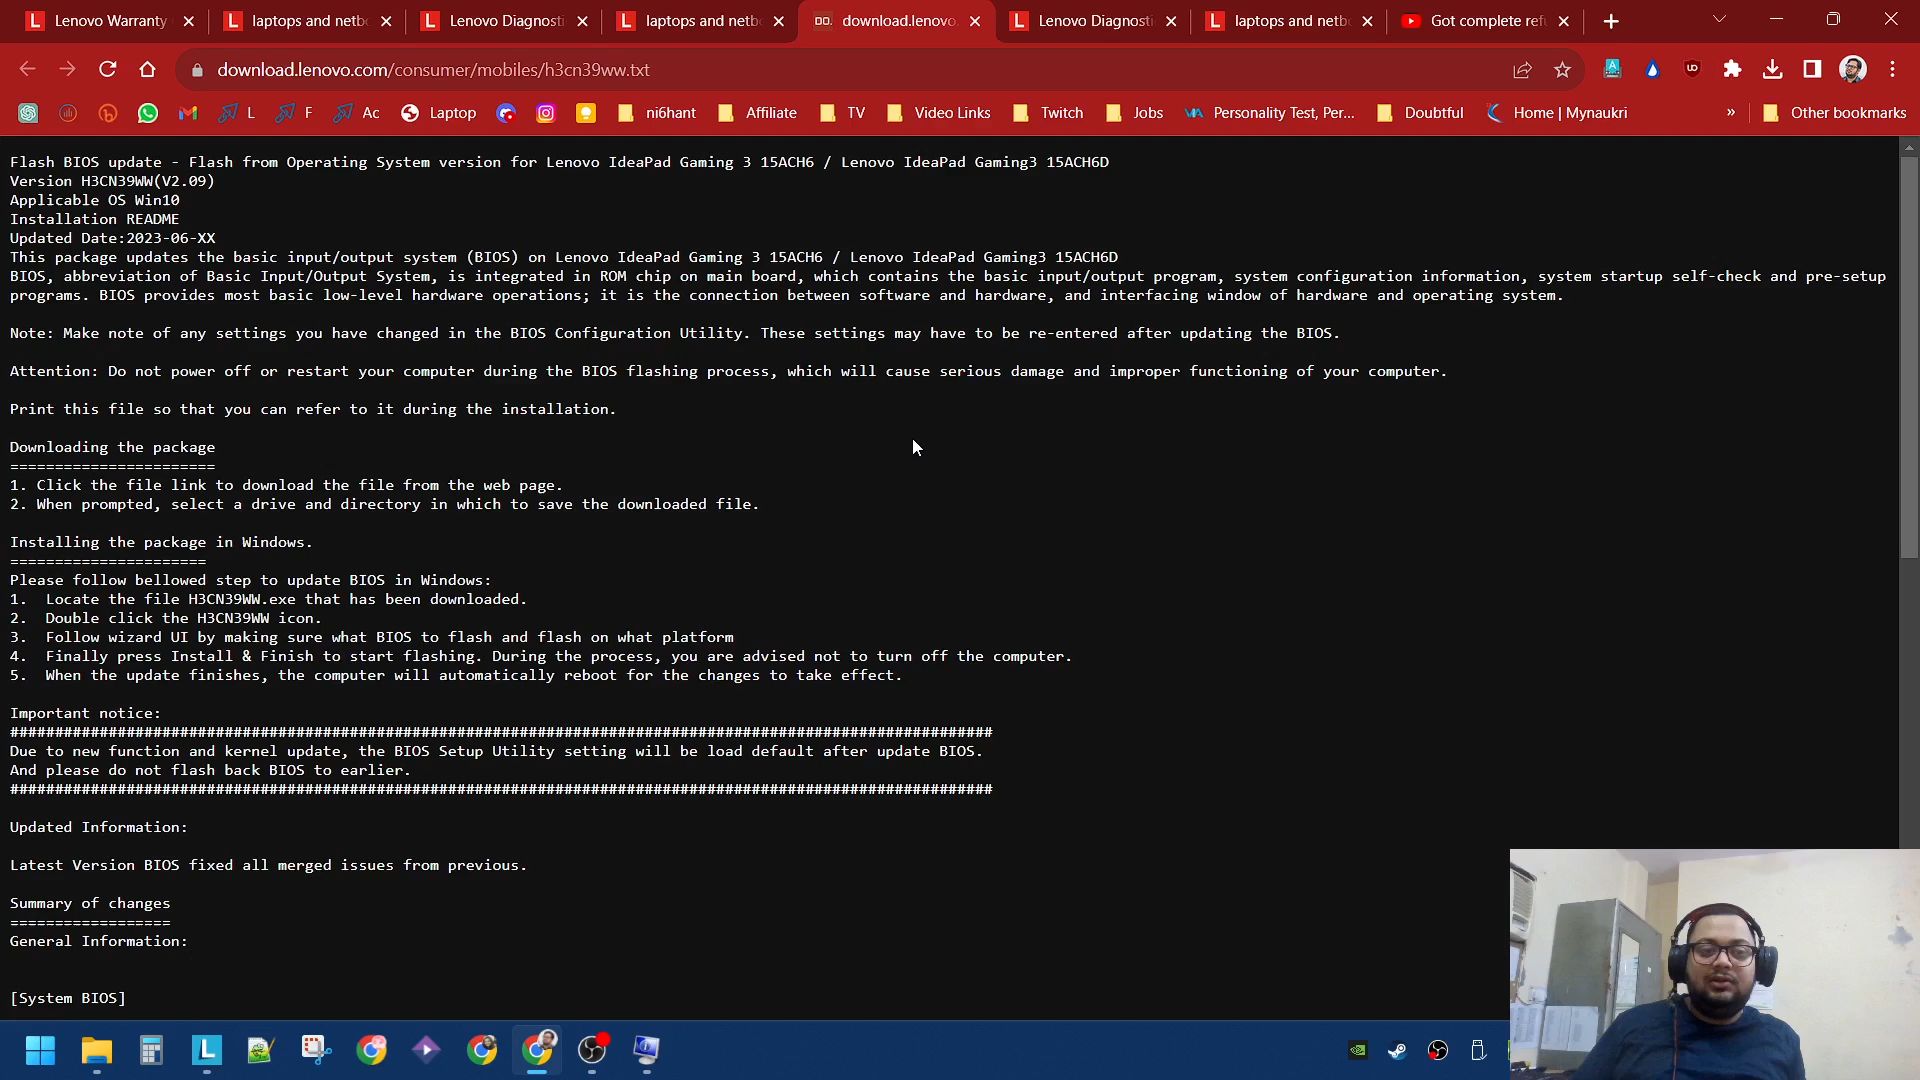 Lenovo Warranty
laptops and netb
Lenovo Diagnosti
laptops and netb
download.lenovo.
Lenovo Diagnosti
laptops and netb
Got complete ref
download.lenovo.com/consumer/mobiles/h3cn39ww.txt
L
F
Ac
Laptop
ni6hant
Affiliate
TV
Video Links
Twitch
Jobs
Personality Test, Per...
Doubtful
Home | Mynaukri
»
Other bookmarks
Flash BIOS update - Flash from Operating System version for Lenovo IdeaPad Gaming 3 15ACH6 / Lenovo IdeaPad Gaming3 15ACH6D
Version H3CN39WW(V2.09)
Applicable OS Win10
Installation README
Updated Date:2023-06-XX
This package updates the basic input/output system (BIOS) on Lenovo IdeaPad Gaming 3 15ACH6 / Lenovo IdeaPad Gaming3 15ACH6D
BIOS, abbreviation of Basic Input/Output System, is integrated in ROM chip on main board, which contains the basic input/output program, system configuration information, system startup self-check and pre-setup
programs. BIOS provides most basic low-level hardware operations; it is the connection between software and hardware, and interfacing window of hardware and operating system.
Note: Make note of any settings you have changed in the BIOS Configuration Utility. These settings may have to be re-entered after updating the BIOS.
Attention: Do not power off or restart your computer during the BIOS flashing process, which will cause serious damage and improper functioning of your computer.
Print this file so that you can refer to it during the installation.
Downloading the package
=======================
1. Click the file link to download the file from the web page.
2. When prompted, select a drive and directory in which to save the downloaded file.
Installing the package in Windows.
======================
Please follow bellowed step to update BIOS in Windows:
1.  Locate the file H3CN39WW.exe that has been downloaded.
2.  Double click the H3CN39WW icon.
3.  Follow wizard UI by making sure what BIOS to flash and flash on what platform
4.  Finally press Install & Finish to start flashing. During the process, you are advised not to turn off the computer.
5.  When the update finishes, the computer will automatically reboot for the changes to take effect.
Important notice:
##############################################################################################################
Due to new function and kernel update, the BIOS Setup Utility setting will be load default after update BIOS.
And please do not flash back BIOS to earlier.
##############################################################################################################
Updated Information:
Latest Version BIOS fixed all merged issues from previous.
Summary of changes
==================
General Information:
[System BIOS]